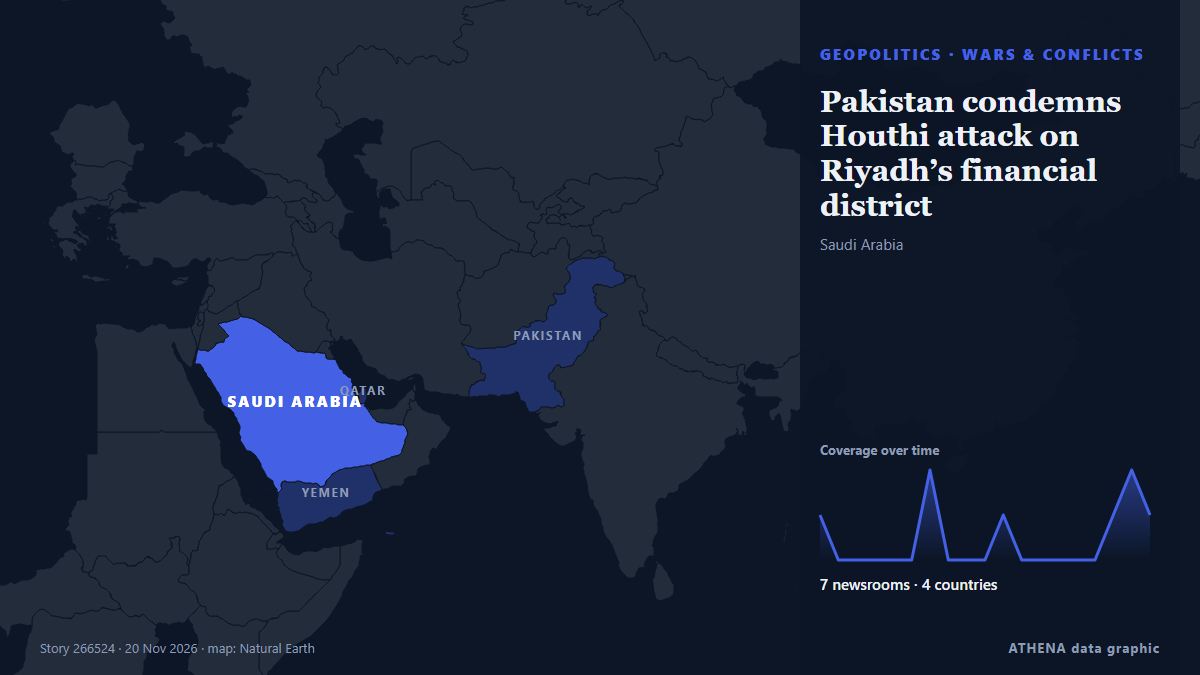 GEOPOLITICS · WARS & CONFLICTS
Pakistan condemns
Houthi attack on
Riyadh’s financial
district
Saudi Arabia
PAKISTAN
QATAR
SAUDI ARABIA
YEMEN
Coverage over time
7 newsrooms · 4 countries
Story 266524 · 20 Nov 2026 · map: Natural Earth
ATHENA data graphic